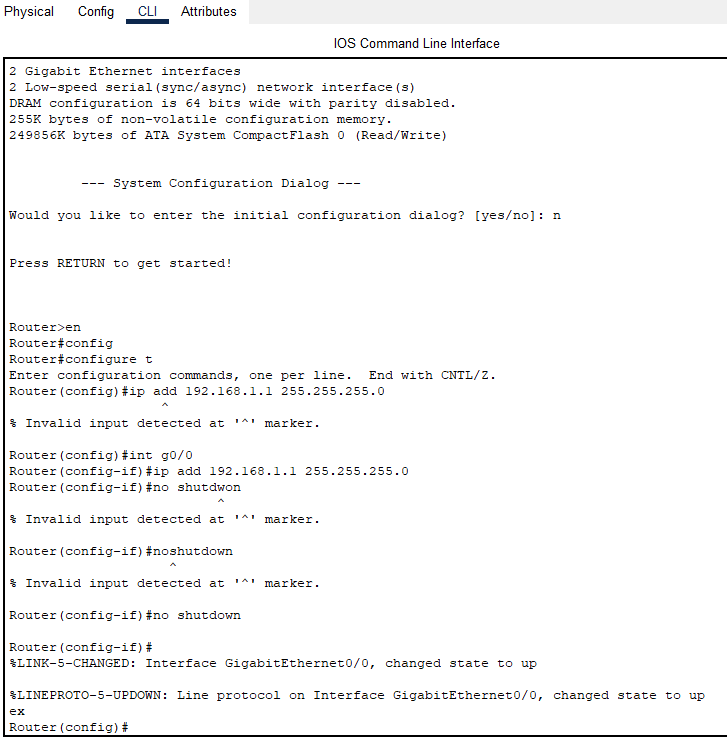 Physical Config CLI Attributes
IOS Command Line Interface
2 Gigabit Ethernet interfaces
2 Low-speed serial(sync/async) network interface(s)
DRAM configuration is 64 bits wide with parity disabled.
255K bytes of non-volatile configuration memory.
249856K bytes of ATA System CompactFlash 0 (Read/Write)
--- System Configuration Dialog ---
Would you like to enter the initial configuration dialog? [yes/no]: n
Press RETURN to get started!
Router>en
Router#config
Router#configure t
Enter configuration commands, one per line.  End with CNTL/Z.
Router(config)#ip add 192.168.1.1 255.255.255.0
^
% Invalid input detected at '^' marker.
Router(config)#int g0/0
Router(config-if)#ip add 192.168.1.1 255.255.255.0
Router(config-if)#no shutdwon
^
% Invalid input detected at '^' marker.
Router(config-if)#noshutdown
^
% Invalid input detected at '^' marker.
Router(config-if)#no shutdown
Router(config-if)#
%LINK-5-CHANGED: Interface GigabitEthernet0/0, changed state to up
%LINEPROTO-5-UPDOWN: Line protocol on Interface GigabitEthernet0/0, changed state to up
ex
Router(config)#